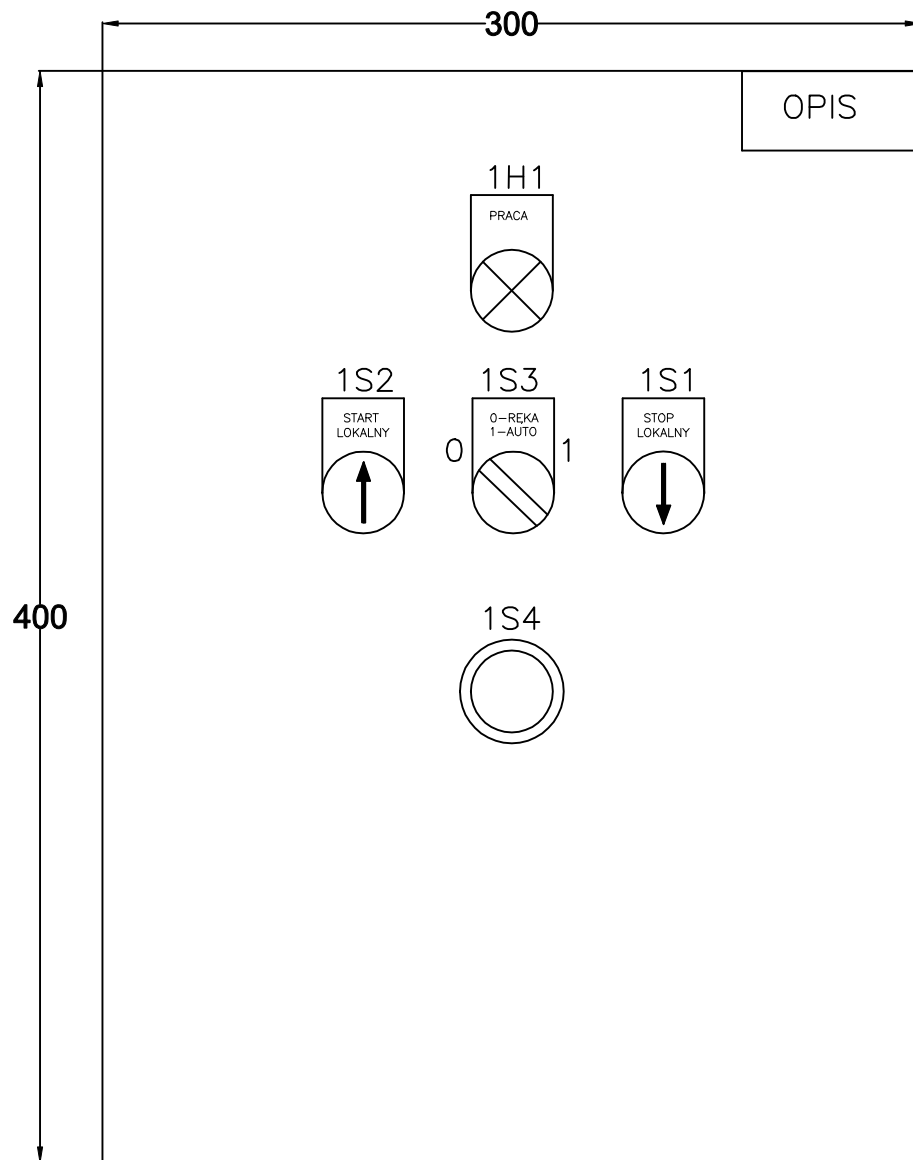 300
OPIS
1H1
PRACA
1S2
1S3
1S1
START
LOKALNY
0-RĘKA
1-AUTO
STOP
LOKALNY
0
1
400
1S4